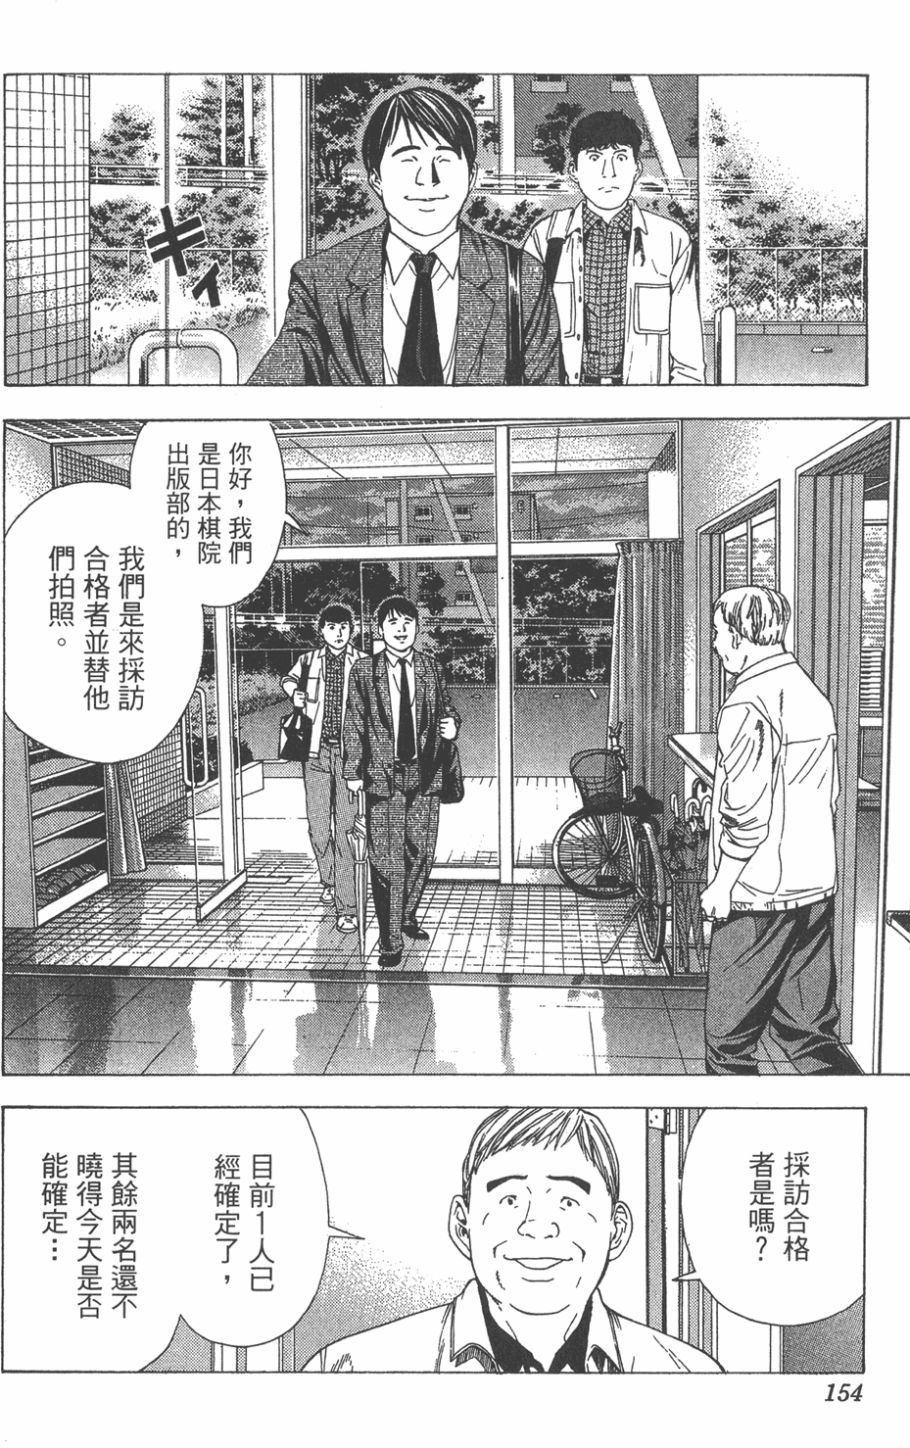 キィ
你好，我們
是日本棋院
出版部的，
我們是來採訪
合格者並替他
們拍照。
採訪合格
者是嗎？
目前1人已
經確定了，
其餘兩名還不
曉得今天是否
能確定…
154